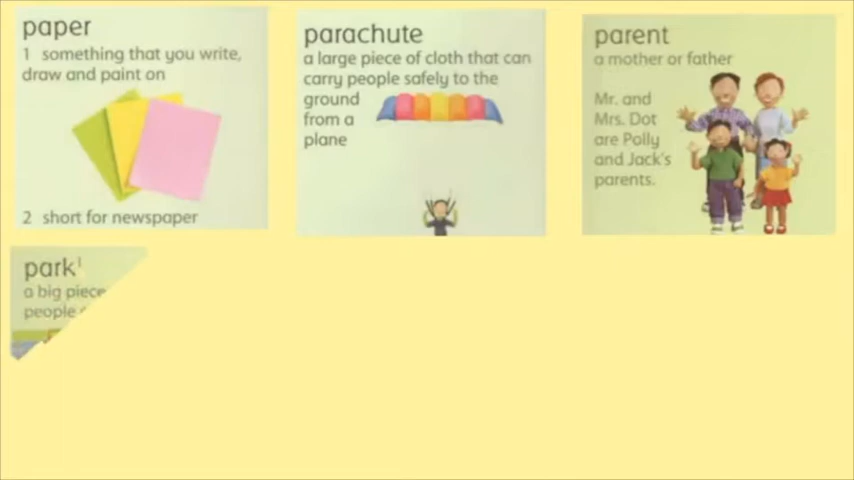 paper
1 something that you write,
draw and paint on
2 short for newspaper
parachute
a large piece of cloth that can
carry people safely to the
ground
from a
plane
parent
a mother or father
Mr. and
Mrs. Dot
are Polly
and Jack's
parents.
park¹
a big piece
people